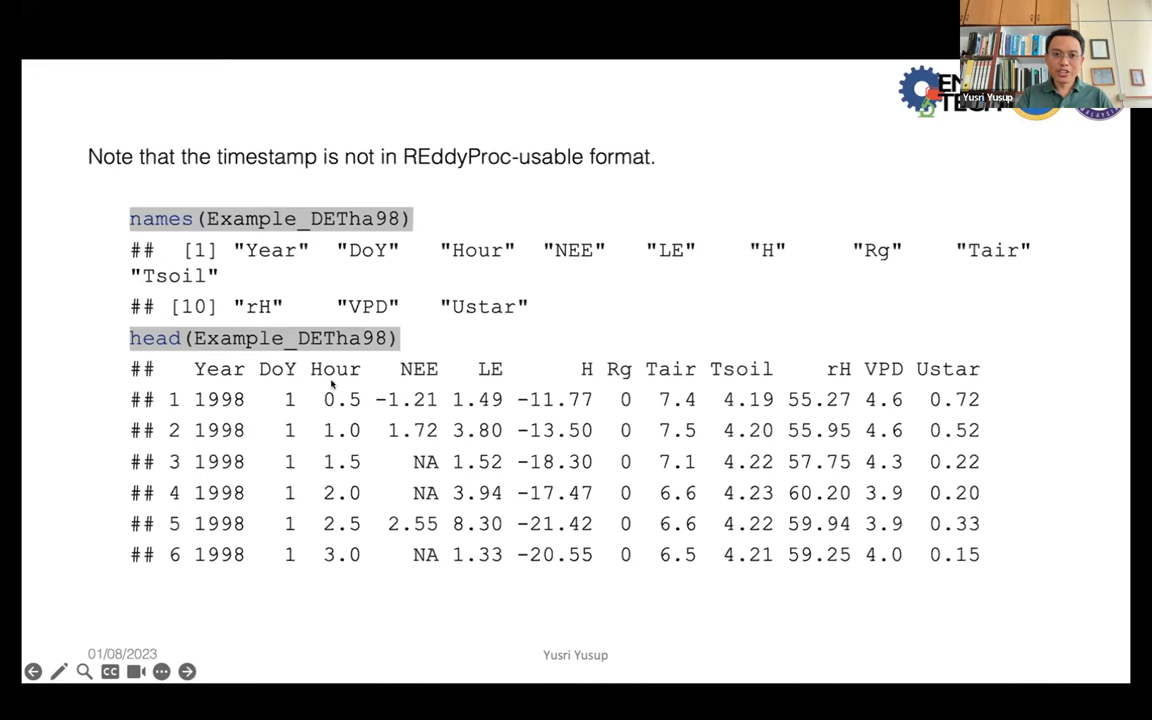 Yusri Yusup
EN
TECH
Note that the timestamp is not in REddyProc-usable format.
names(Example_DETha98)
## [1] "Year" "DoY" "Hour" "NEE" "LE" "H" "Rg" "Tair"
"Tsoil"
## [10] "rH" "VPD" "Ustar"
head(Example_DETha98)
## Year DoY Hour NEE LE H Rg Tair Tsoil rH VPD Ustar
## 1 1998 1 0.5 -1.21 1.49 -11.77 0 7.4 4.19 55.27 4.6 0.72
## 2 1998 1 1.0 1.72 3.80 -13.50 0 7.5 4.20 55.95 4.6 0.52
## 3 1998 1 1.5 NA 1.52 -18.30 0 7.1 4.22 57.75 4.3 0.22
## 4 1998 1 2.0 NA 3.94 -17.47 0 6.6 4.23 60.20 3.9 0.20
## 5 1998 1 2.5 2.55 8.30 -21.42 0 6.6 4.22 59.94 3.9 0.33
## 6 1998 1 3.0 NA 1.33 -20.55 0 6.5 4.21 59.25 4.0 0.15
01/08/2023
Yusri Yusup
CC